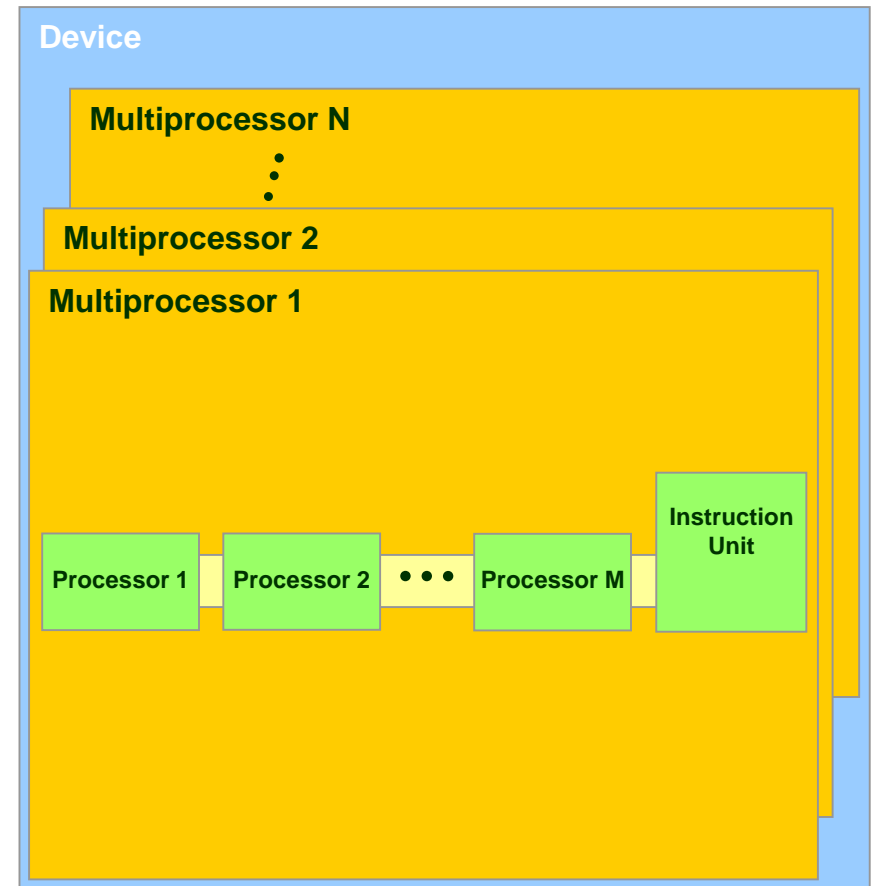 Device
Multiprocessor N
Multiprocessor 2
Multiprocessor 1
Instruction
Unit
Processor 1
Processor 2
• • •
Processor M